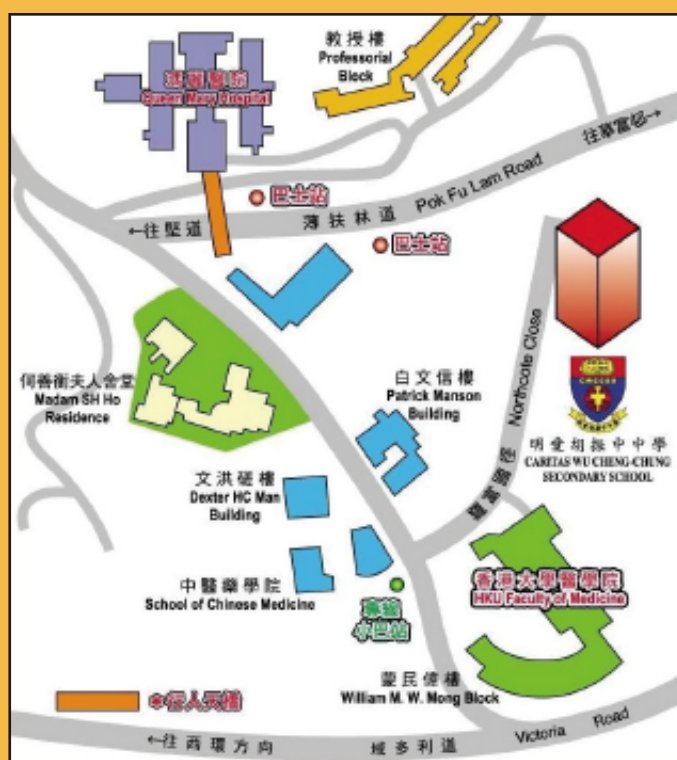 教授樓
Professorial
Block
瑪麗醫院
Queen Mary Hospital
往華富邨→
Pok Fu Lam Road
薄扶林道
←往堅道
巴士站
巴士站
Northcote Close
羅富國徑
何善衡夫人舍堂
Madam SH Ho
Residence
白文信樓
Patrick Manson
Building
明愛胡振中中學
CARITAS WU CHENG-CHUNG
SECONDARY SCHOOL
文洪磋樓
Dexter HC Man
Building
中醫藥學院
School of Chinese Medicine
專線
小巴站
香港大學醫學院
HKU Faculty of Medicine
蒙民偉樓
William M. W. Mong Block
*行人天橋
←往西環方向
域多利道
Victoria Road